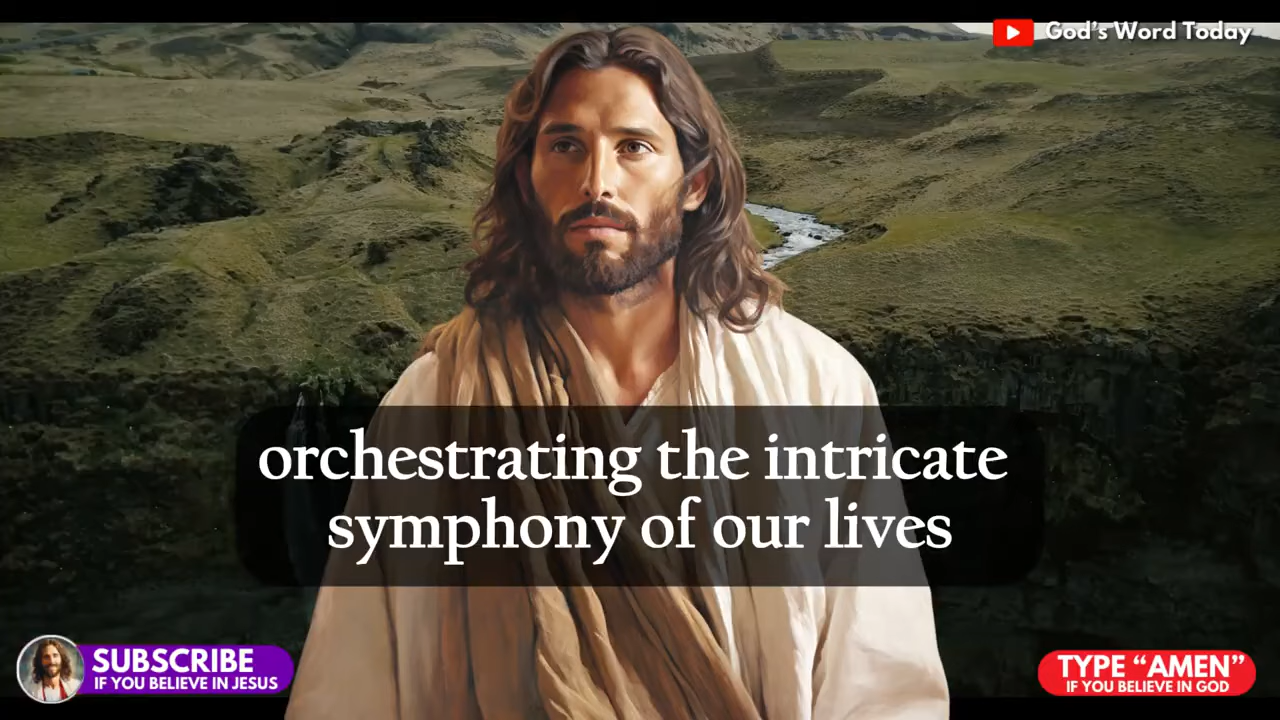 God's Word Today
orchestrating the intricate
symphony of our lives
SUBSCRIBE
IF YOU BELIEVE IN JESUS
TYPE “AMEN”
IF YOU BELIEVE IN GOD